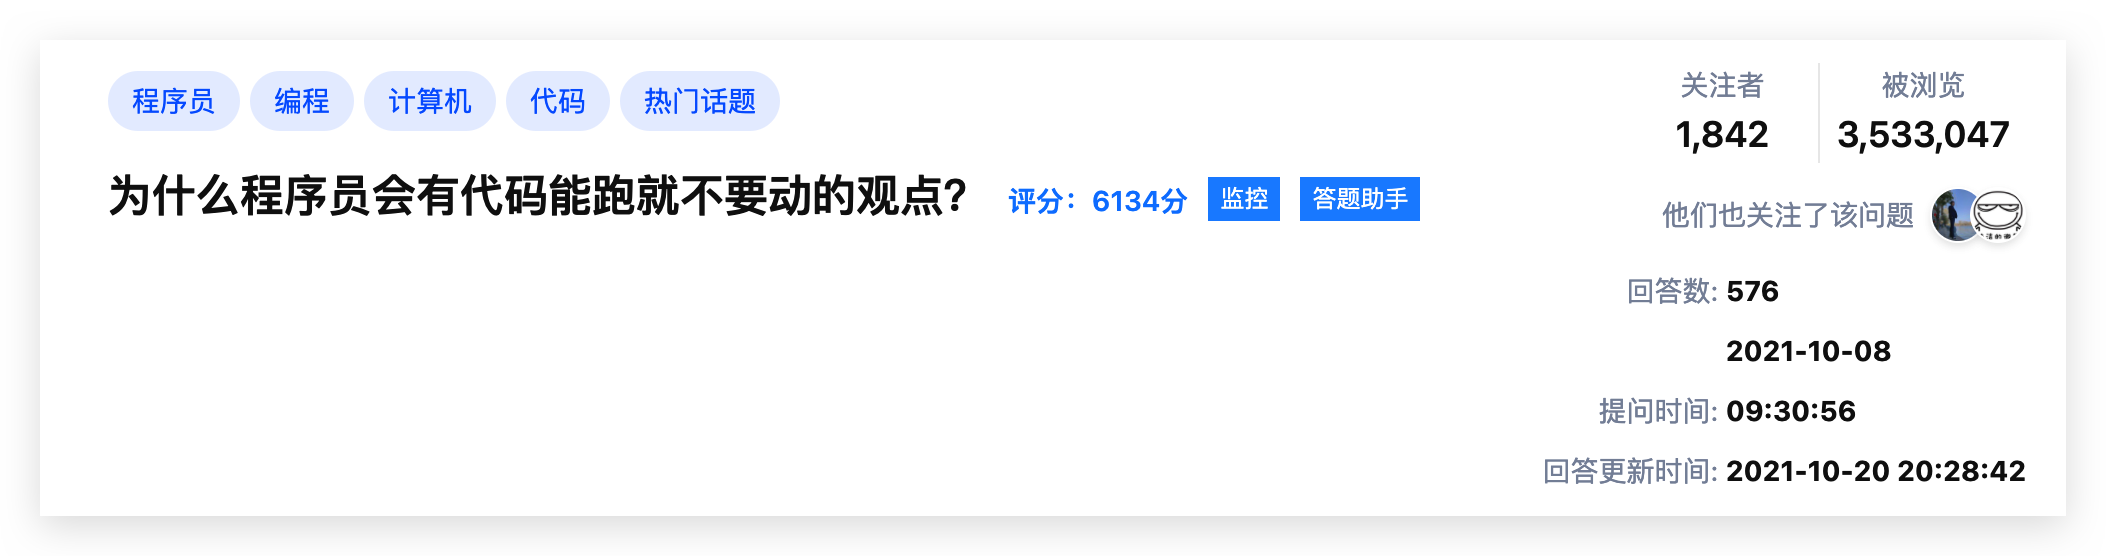 程序员 编程 计算机 代码 热门话题
为什么程序员会有代码能跑就不要动的观点? 评分：6134分 监控 答题助手
关注者 被浏览
1,842 3,533,047
他们也关注了该问题
回答数: 576
2021-10-08
提问时间: 09:30:56
回答更新时间: 2021-10-20 20:28:42